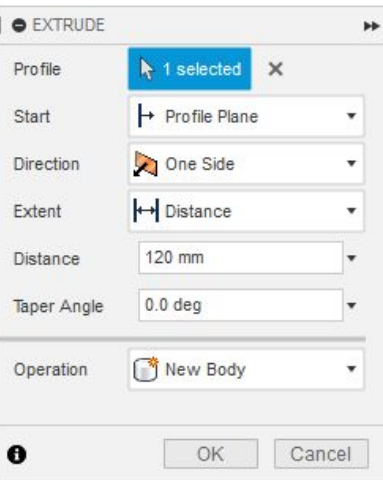 EXTRUDE
Profile 1 selected
Start Profile Plane
Direction One Side
Extent Distance
Distance 120 mm
Taper Angle 0.0 deg
Operation New Body
OK Cancel